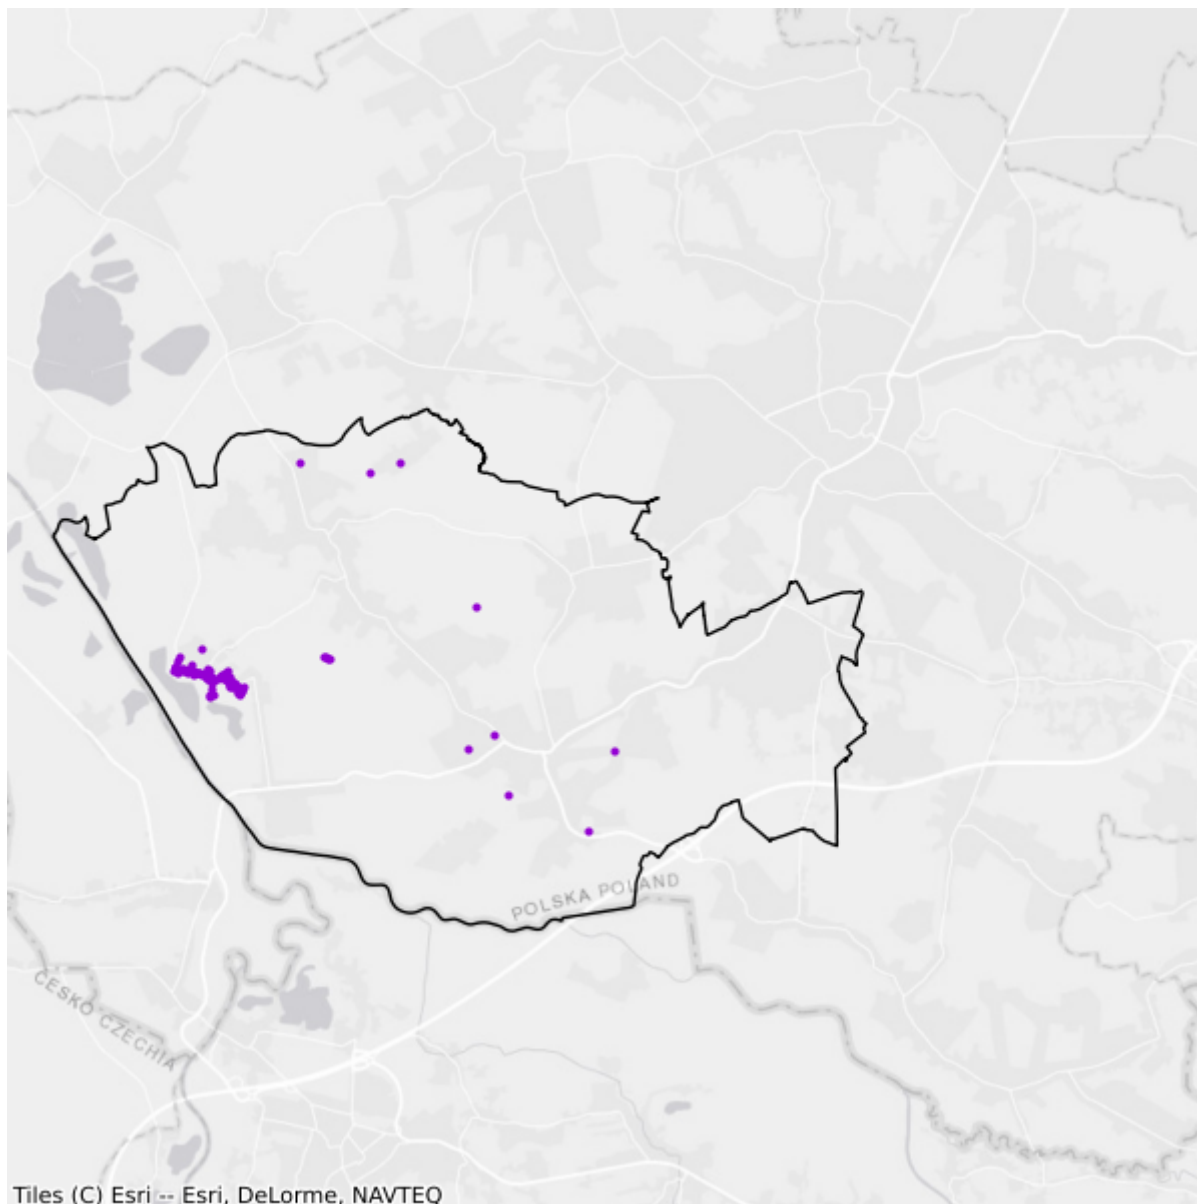 POLSKA POLAND
ČESKO CZECHIA
Tiles (C) Esri -- Esri, DeLorme, NAVTEQ